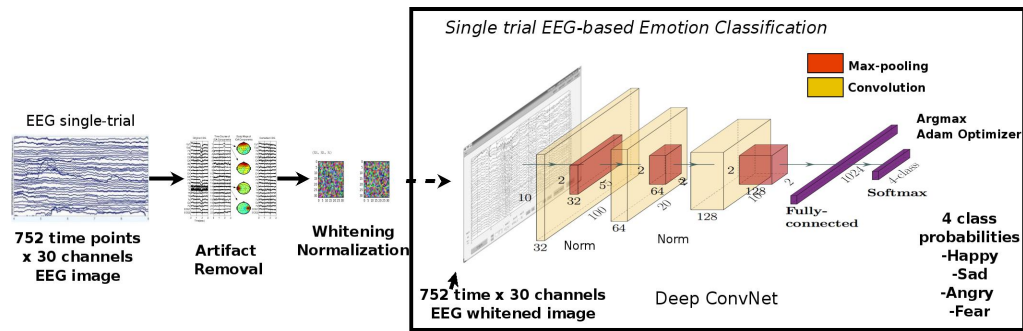 Single trial EEG-based Emotion Classification
Max-pooling
Convolution
EEG single-trial
Argmax
Adam Optimizer
752 time points
x 30 channels
EEG image
Artifact
Removal
Whitening
Normalization
10
2
32
5
100
32
2
64
2
20
64
2
128
2
128
1024
4-class
Softmax
Fully-
connected
Norm
Norm
752 time x 30 channels
EEG whitened image
Deep ConvNet
4 class
probabilities
-Happy
-Sad
-Angry
-Fear